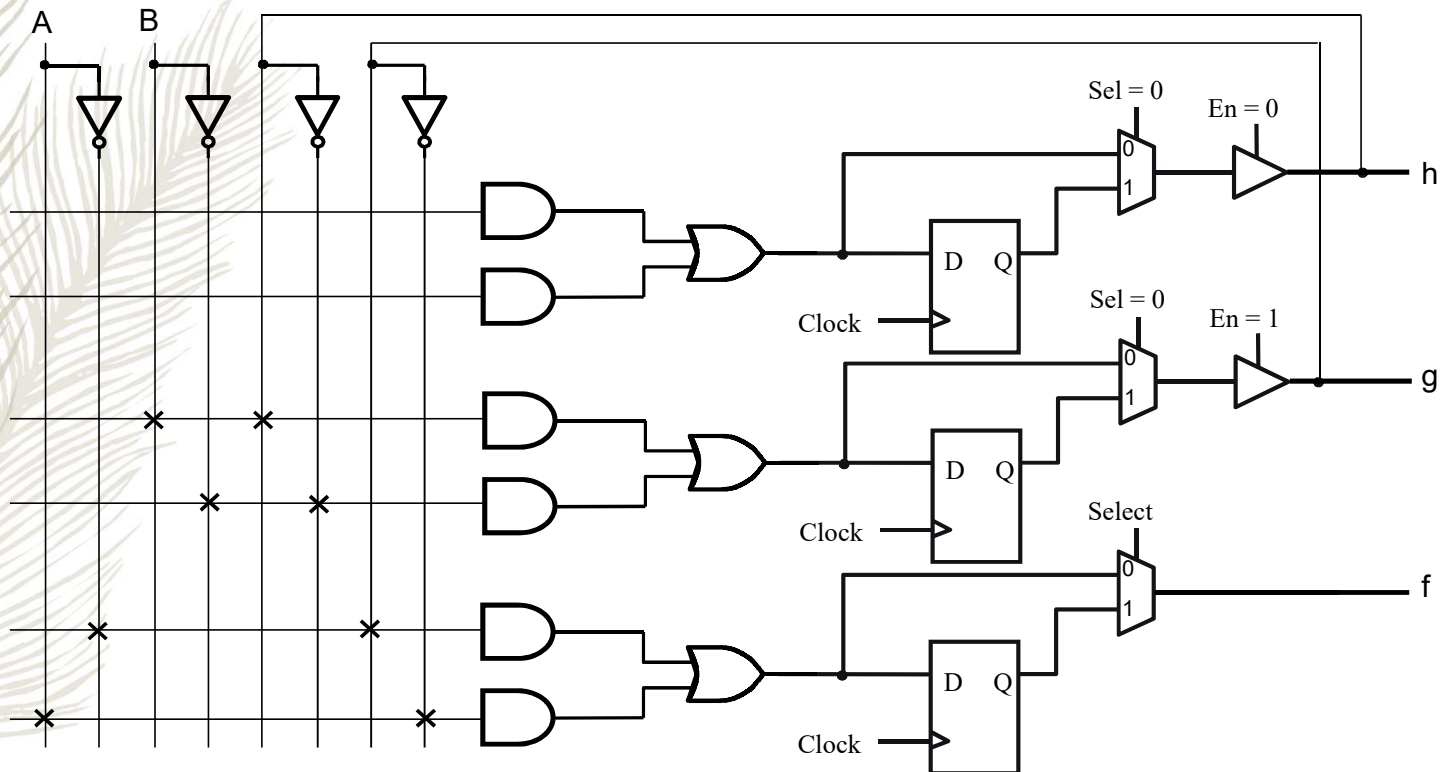 A
B
Sel = 0
En = 0
0
1
h
D Q
Clock
Sel = 0
En = 1
0
1
g
D Q
Clock
Select
0
1
f
D Q
Clock